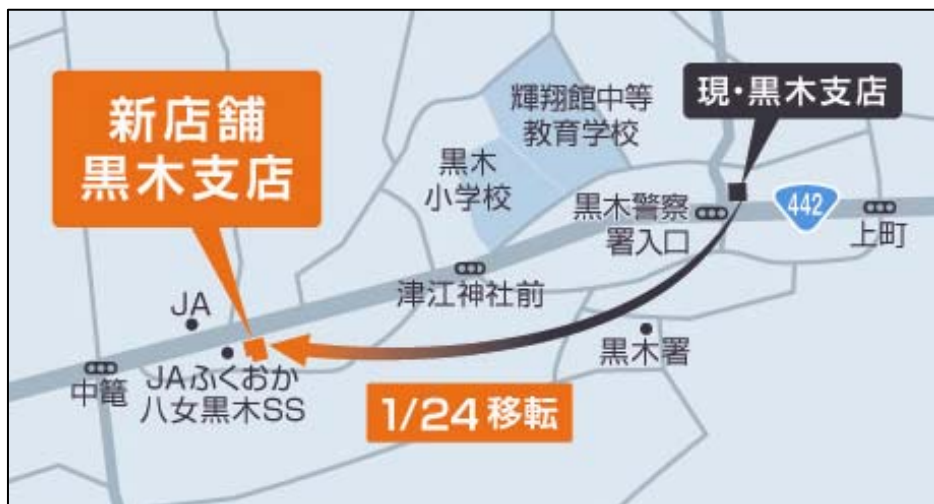 新店舗
黒木支店
輝翔館中等
教育学校
現・黒木支店
黒木
小学校
黒木警察
署入口
442
上町
津江神社前
JA
黒木署
中篭
JAふくおか
八女黒木SS
1/24 移転